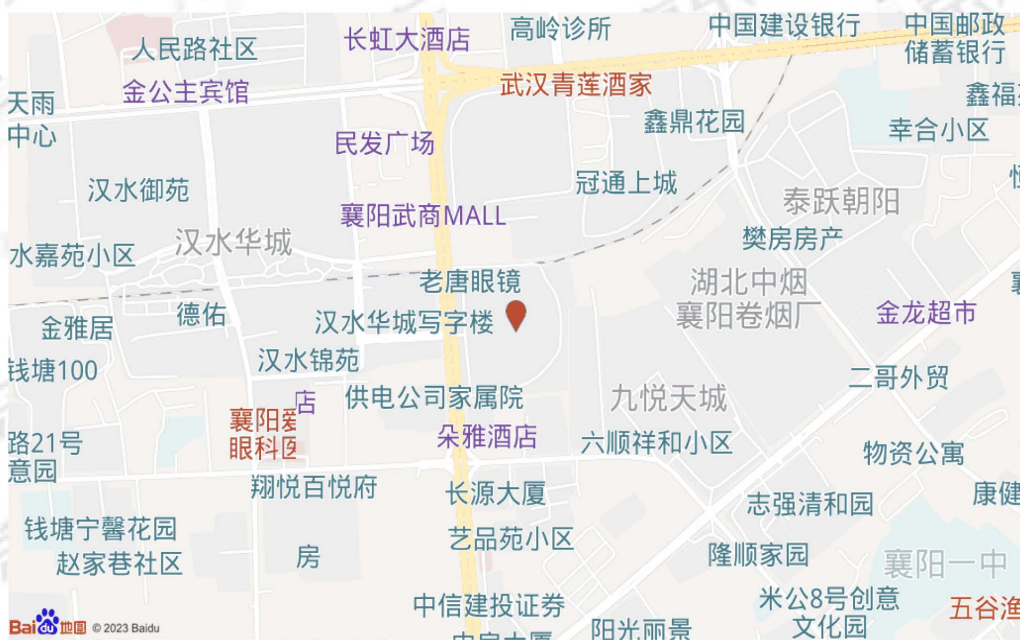 中国建设银行
中国邮政
储蓄银行
高岭诊所
长虹大酒店
人民路社区
金公主宾馆
武汉青莲酒家
天雨
中心
鑫福
鑫鼎花园
幸合小区
民发广场
汉水御苑
冠通上城
泰跃朝阳
襄阳武商MALL
樊房房产
汉水华城
水嘉苑小区
老唐眼镜
湖北中烟
襄阳卷烟厂
金龙超市
德佑
金雅居
汉水华城写字楼
汉水锦苑
钱塘100
二哥外贸
供电公司家属院
九悦天城
店
襄阳爱
眼科医
朵雅酒店
六顺祥和小区
路21号
意园
物资公寓
翔悦百悦府
长源大厦
志强清和园
康健
钱塘宁馨花园
艺品苑小区
赵家巷社区
房
隆顺家园
襄阳一中
中信建投证券
米公8号创意
文化园
五谷渔
阳光丽景
Bai du 地图 © 2023 Baidu